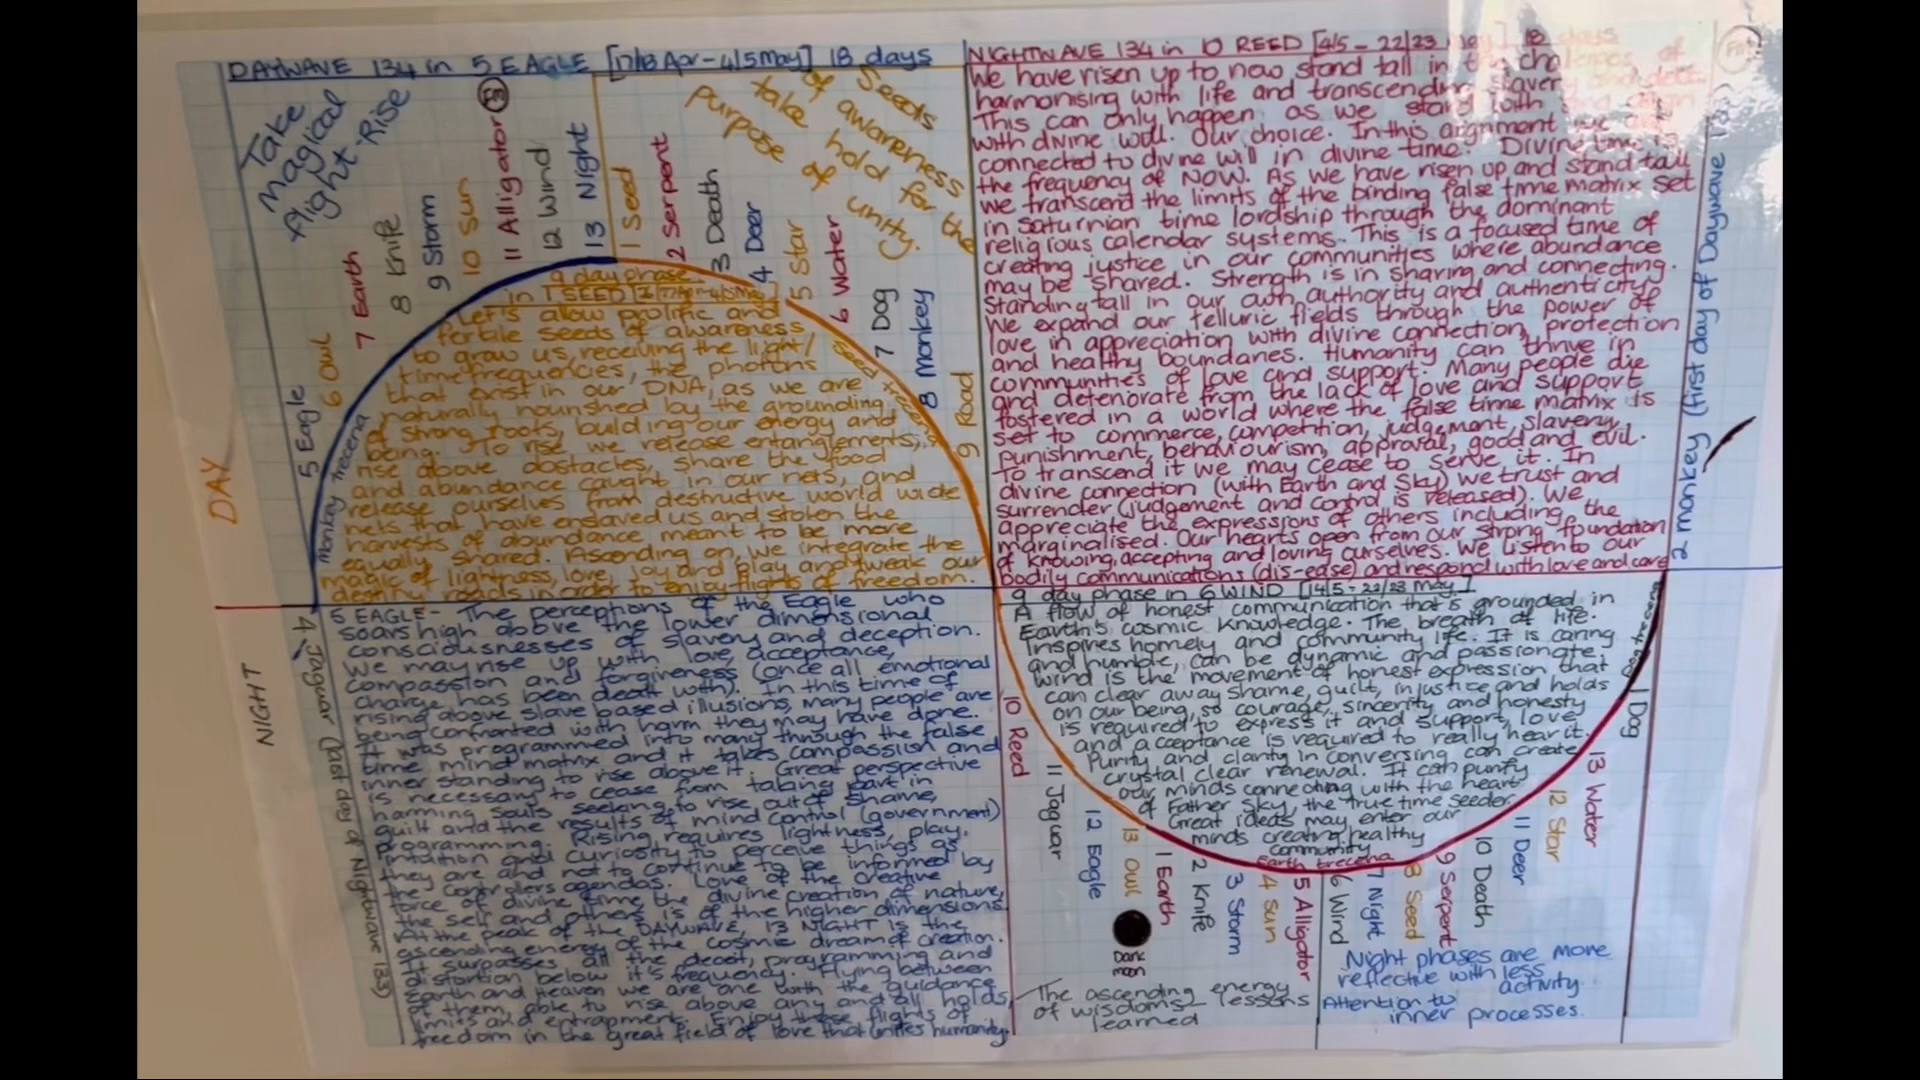 DAYWAVE 134 in 5 EAGLE [17/18 Apr - 4/5 May] 18 days
Take
Magical
flight - Rise
5 Eagle
6 Owl
7 Earth
8 Knife
9 Storm
10 Sun
11 Alligator
12 Wind
13 Night
1 Seed
2 Serpent
3 Death
4 Deer
5 Star
6 Water
7 Dog
8 Monkey
9 Road
Seeds
of awareness
take hold for the
Purpose of unity.
DAY
Monkey trecena
Seed trecena
9 day phase
in 1 SEED
Let's allow prolific and
fertile seeds of awareness
to grow us, receiving the light/
time frequencies, the photons
that exist in our DNA, as we are
naturally nourished by the grounding
of strong roots, building our energy and
being. To rise we release entanglements,
rise above obstacles, share the good
and abundance caught in our nets, and
release ourselves from destructive world wide
nets that have enslaved us and stolen the
harvests of abundance meant to be more
equally shared. Ascending on, we integrate the
magic of lightness, love, joy and play and tweak our
destiny roads in order to enjoy flights of freedom.
NIGHTWAVE 134 in 10 REED [4/5 - 22/23 May] 18 days
We have risen up to now stand tall in the challenges of
harmonising with life and transcending slavery
This can only happen as we stand with
with divine will. Our choice. In this alignment we are
connected to divine will in divine time. Divine time is
the frequency of NOW. As we have risen up and stand tall
we transcend the limits of the binding false time matrix set
in Saturnian time lordship through the dominant
religious calendar systems. This is a focused time of
creating justice in our communities where abundance
may be shared. Strength is in sharing and connecting.
Standing tall in our own authority and authenticity
We expand our telluric fields through the power of
love in appreciation with divine connection, protection
and healthy boundaries. Humanity can thrive in
communities of love and support. Many people die
and deteriorate from the lack of love and support
fostered in a world where the false time matrix is
set to commerce, competition, judgement, slavery,
punishment, behaviourism, approval, good and evil.
To transcend it we may cease to serve it. In
divine connection (with Earth and Sky) we trust and
surrender (judgement and control is released). We
appreciate the expressions of others including the
marginalised. Our hearts open from our strong foundation
of knowing, accepting and loving ourselves. We listen to our
bodily communications (dis-ease) and respond with love and care
2 monkey (first day of Daywave 135)
NIGHT
4 Jaguar (last day of Nightwave 133)
5 EAGLE - The perceptions of the Eagle who
soars high above the lower dimensional
consciousnesses of slavery and deception.
We may rise up with love, acceptance,
compassion and forgiveness (once all emotional
charge has been dealt with). In this time of
rising above slave based illusions, many people are
being confronted with harm they may have done.
It was programmed into many through the false
time mind matrix and it takes compassion and
inner standing to rise above it. Great perspective
is necessary to cease from taking part in
harming souls seeking to rise out of shame,
guilt and the results of mind control (government)
programming. Rising requires lightness, play,
intuition and curiosity to perceive things as
they are and not to continue to be informed by
the controlers agendas. Love of the creative
force of divine time the divine creation of nature,
the self and others is of the higher dimensions.
At the peak of the DAYWAVE, 13 NIGHT is the
ascending energy of the cosmic dream of creation.
It surpasses all the deceit, programming and
distortion below it's frequency. Flying between
Earth and Heaven we are one with the guidance
of them, able to rise above any and all holds,
limits and entrapment. Enjoy these flights of
freedom in the great field of love that unifies humanity.
9 day phase in 6 WIND [14/5 - 22/23 May]
A flow of honest communication that is grounded in
Earth's cosmic knowledge. The breath of life.
Inspires homely and community life. It is caring
and humble, can be dynamic and passionate.
Wind is the movement of honest expression that
can clear away shame, guilt, injustice and holds
on our being, so courage, sincerity and honesty
is required to express it and support, love
and acceptance is required to really hear it.
Purity and clarity in conversing can create
crystal clear renewal. It can purify
our minds connecting with the heart
of Father Sky, the true time seeder.
Great ideas may enter our
minds creating healthy
community
Earth trecena
Dog trecena
10 Reed
11 Jaguar
12 Eagle
13 Owl
1 Earth
2 Knife
3 Storm
4 Sun
5 Alligator
6 Wind
7 Night
8 Seed
9 Serpent
10 Death
11 Deer
12 Star
13 Water
1 Dog
The ascending energy
of wisdoms - lessons
learned
Night phases are more
reflective with less
activity.
Attention to
inner processes.